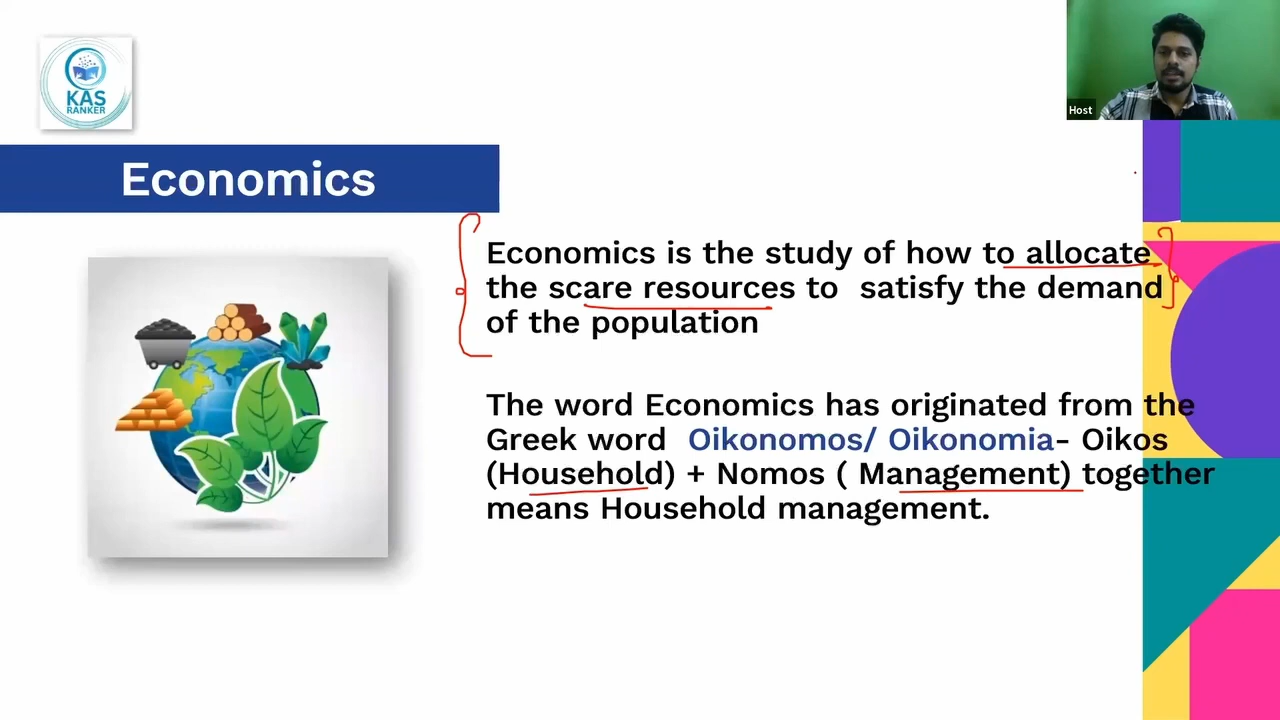 KAS
RANKER
Host
Economics
Economics is the study of how to allocate
the scare resources to satisfy the demand
of the population
The word Economics has originated from the
Greek word Oikonomos/ Oikonomia- Oikos
(Household) + Nomos ( Management) together
means Household management.